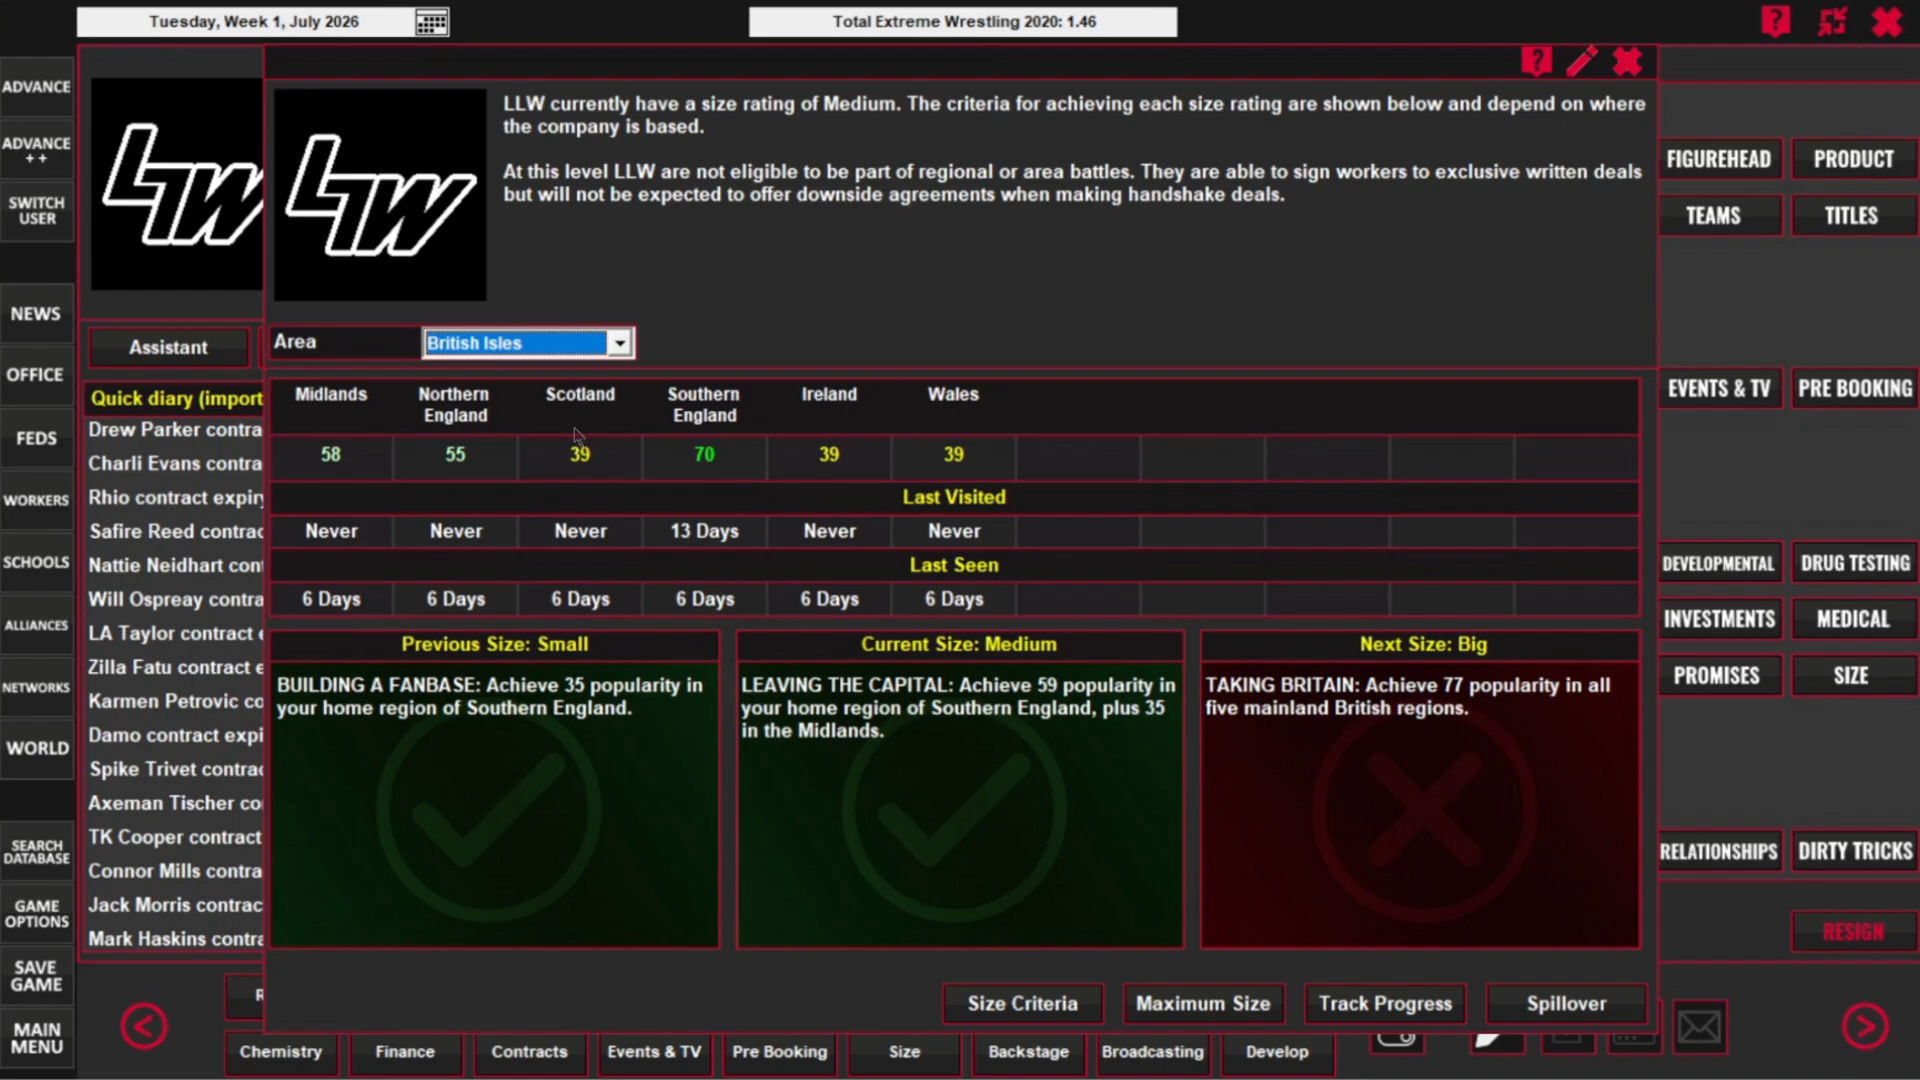 Tuesday, Week 1, July 2026
Total Extreme Wrestling 2020: 1.46
ADVANCE
ADVANCE
++
SWITCH
USER
NEWS
OFFICE
FEDS
WORKERS
SCHOOLS
ALLIANCES
NETWORKS
WORLD
SEARCH
DATABASE
GAME
OPTIONS
SAVE
GAME
MAIN
MENU
LTW
Assistant
Quick diary (import
Drew Parker contra
Charli Evans contra
Rhio contract expiry
Safire Reed contrac
Nattie Neidhart con
Will Ospreay contra
LA Taylor contract
Zilla Fatu contract
Karmen Petrovic co
Damo contract expi
Spike Trivet contrac
Axeman Tischer co
TK Cooper contract
Connor Mills contra
Jack Morris contrac
Mark Haskins contra
LTW
LLW currently have a size rating of Medium. The criteria for achieving each size rating are shown below and depend on where
the company is based.
At this level LLW are not eligible to be part of regional or area battles. They are able to sign workers to exclusive written deals
but will not be expected to offer downside agreements when making handshake deals.
Area British Isles
Midlands Northern England Scotland Southern England Ireland Wales
58 55 39 70 39 39
Last Visited
Never Never Never 13 Days Never Never
Last Seen
6 Days 6 Days 6 Days 6 Days 6 Days 6 Days
Previous Size: Small
BUILDING A FANBASE: Achieve 35 popularity in
your home region of Southern England.
Current Size: Medium
LEAVING THE CAPITAL: Achieve 59 popularity in
your home region of Southern England, plus 35
in the Midlands.
Next Size: Big
TAKING BRITAIN: Achieve 77 popularity in all
five mainland British regions.
Size Criteria Maximum Size Track Progress Spillover
FIGUREHEAD PRODUCT
TEAMS TITLES
EVENTS & TV PRE BOOKING
DEVELOPMENTAL DRUG TESTING
INVESTMENTS MEDICAL
PROMISES SIZE
RELATIONSHIPS DIRTY TRICKS
RESIGN
Chemistry Finance Contracts Events & TV Pre Booking Size Backstage Broadcasting Develop